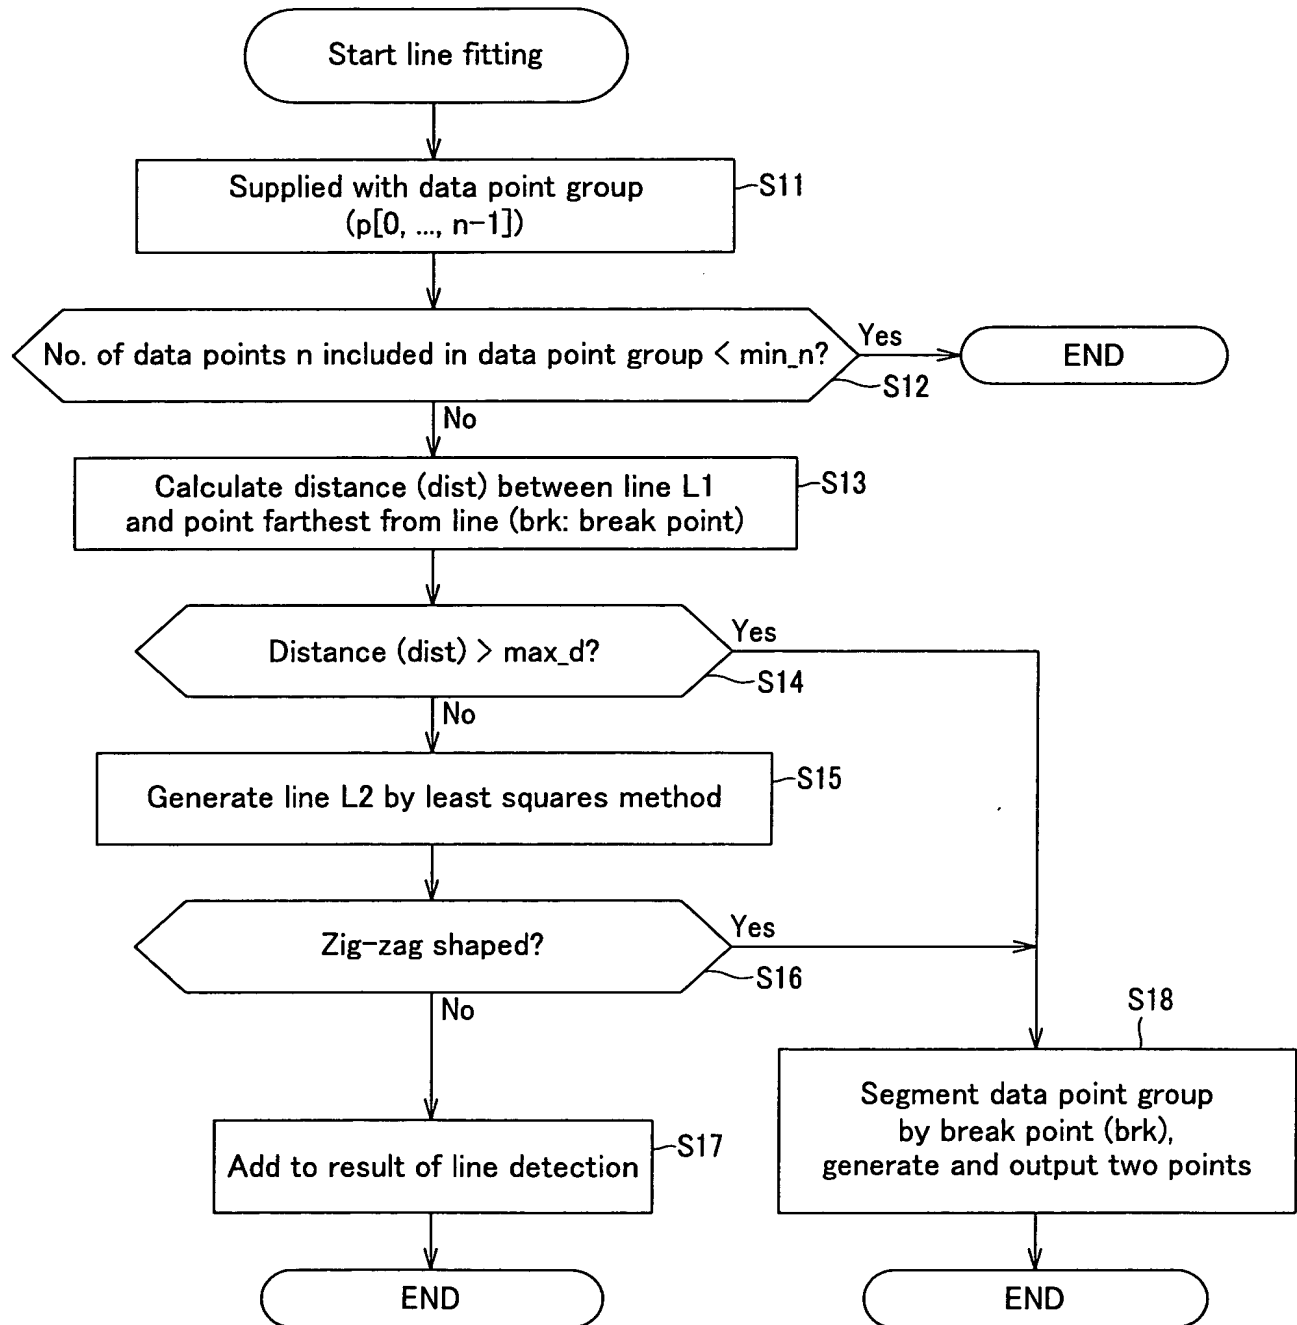 Start line fitting
Supplied with data point group
(p[0, ..., n-1])
S11
No. of data points n included in data point group < min_n?
Yes
END
S12
No
Calculate distance (dist) between line L1
and point farthest from line (brk: break point)
S13
Distance (dist) > max_d?
Yes
S14
No
Generate line L2 by least squares method
S15
Zig-zag shaped?
Yes
S16
No
S18
Segment data point group
by break point (brk),
generate and output two points
Add to result of line detection
S17
END
END